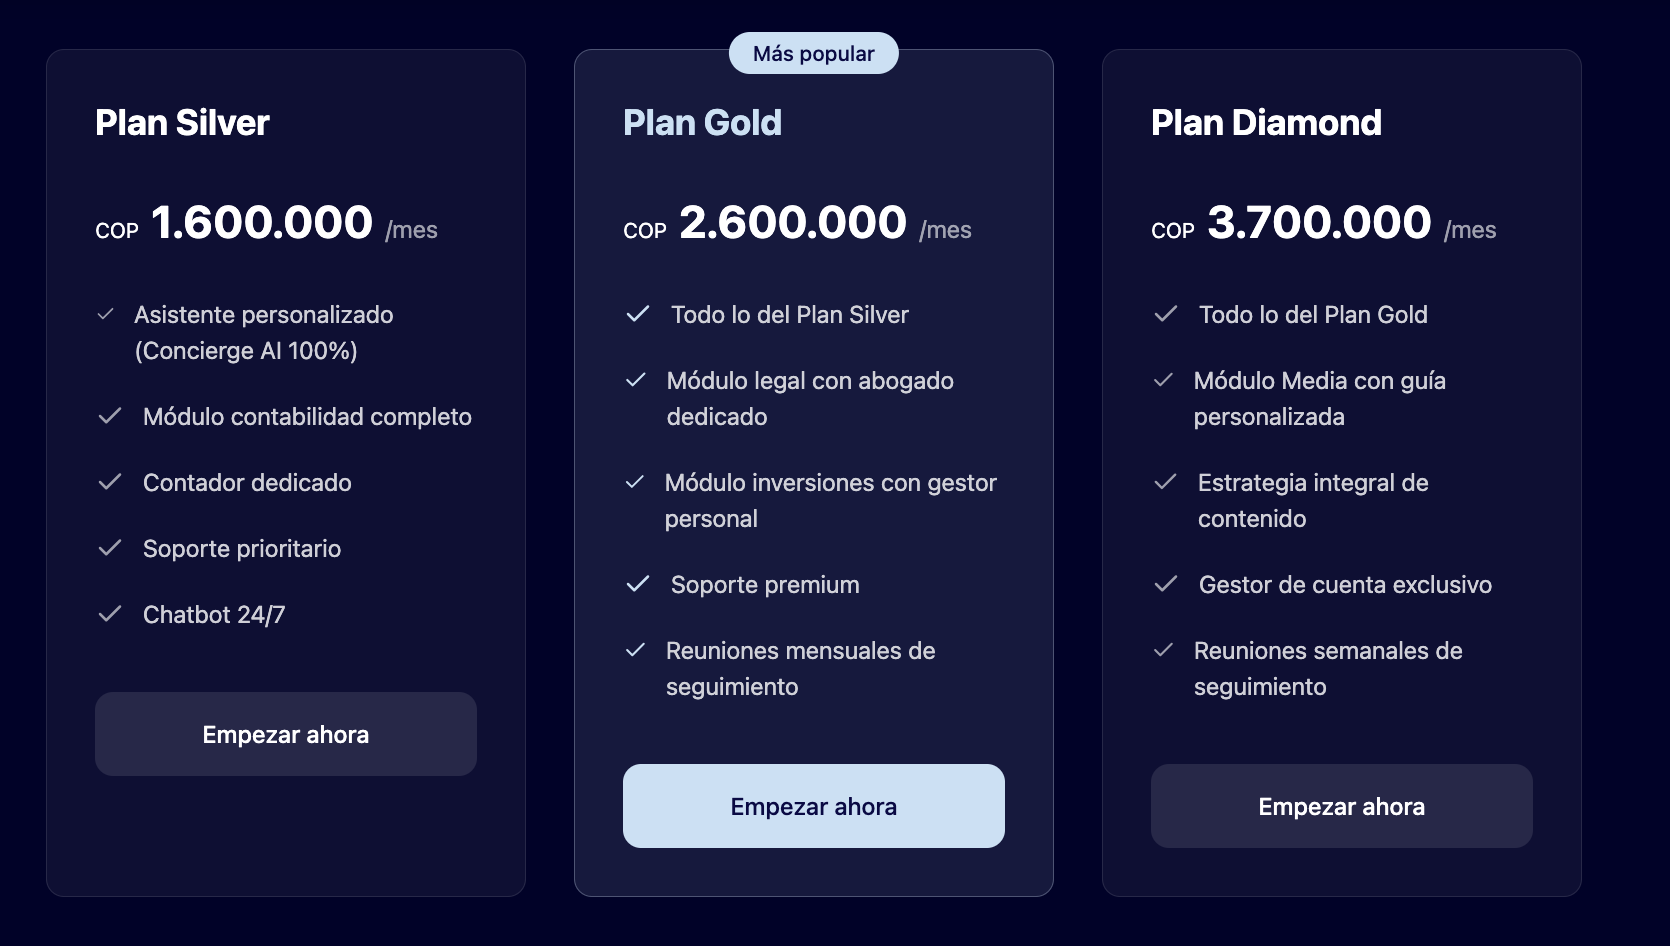 Plan Silver
COP 1.600.000 /mes
Asistente personalizado
(Concierge AI 100%)
Módulo contabilidad completo
Contador dedicado
Soporte prioritario
Chatbot 24/7
Empezar ahora
Más popular
Plan Gold
COP 2.600.000 /mes
Todo lo del Plan Silver
Módulo legal con abogado
dedicado
Módulo inversiones con gestor
personal
Soporte premium
Reuniones mensuales de
seguimiento
Empezar ahora
Plan Diamond
COP 3.700.000 /mes
Todo lo del Plan Gold
Módulo Media con guía
personalizada
Estrategia integral de
contenido
Gestor de cuenta exclusivo
Reuniones semanales de
seguimiento
Empezar ahora